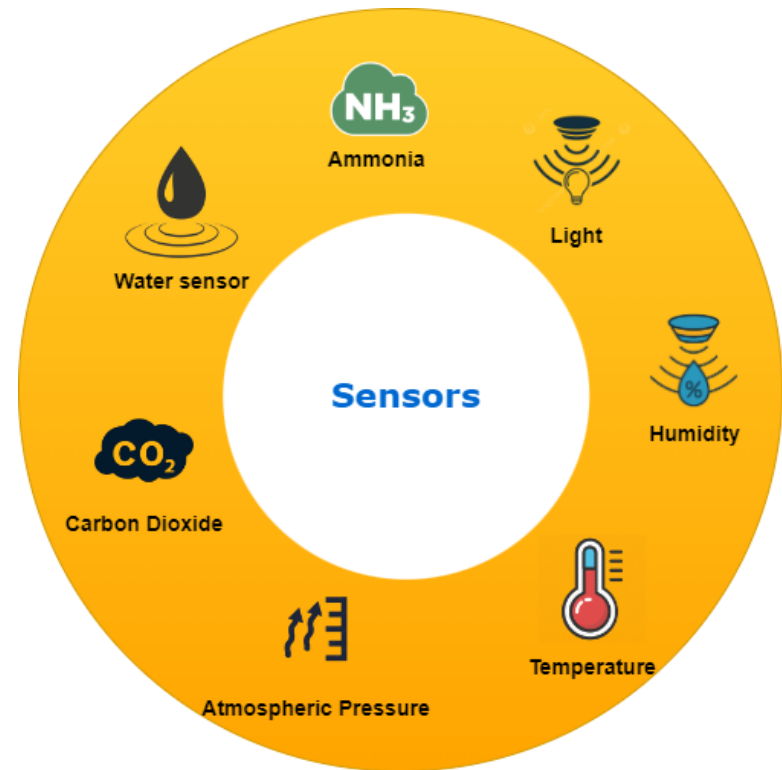 NH₃
Ammonia
Light
Water sensor
Sensors
%
Humidity
CO₂
Carbon Dioxide
Temperature
Atmospheric Pressure